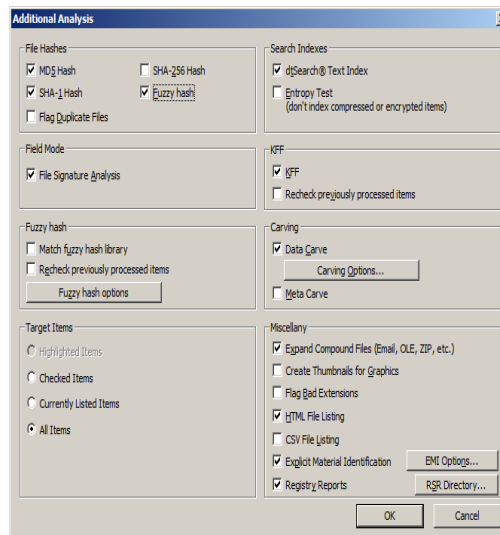 Additional Analysis
File Hashes
MD5 Hash
SHA-256 Hash
SHA-1 Hash
Fuzzy hash
Flag Duplicate Files
Search Indexes
dtSearch® Text Index
Entropy Test
(don't index compressed or encrypted items)
Field Mode
File Signature Analysis
KFF
KFF
Recheck previously processed items
Fuzzy hash
Match fuzzy hash library
Recheck previously processed items
Fuzzy hash options
Carving
Data Carve
Carving Options...
Meta Carve
Target Items
Highlighted Items
Checked Items
Currently Listed Items
All Items
Miscellany
Expand Compound Files (Email, OLE, ZIP, etc.)
Create Thumbnails for Graphics
Flag Bad Extensions
HTML File Listing
CSV File Listing
Explicit Material Identification
EMI Options...
Registry Reports
RSR Directory...
OK
Cancel